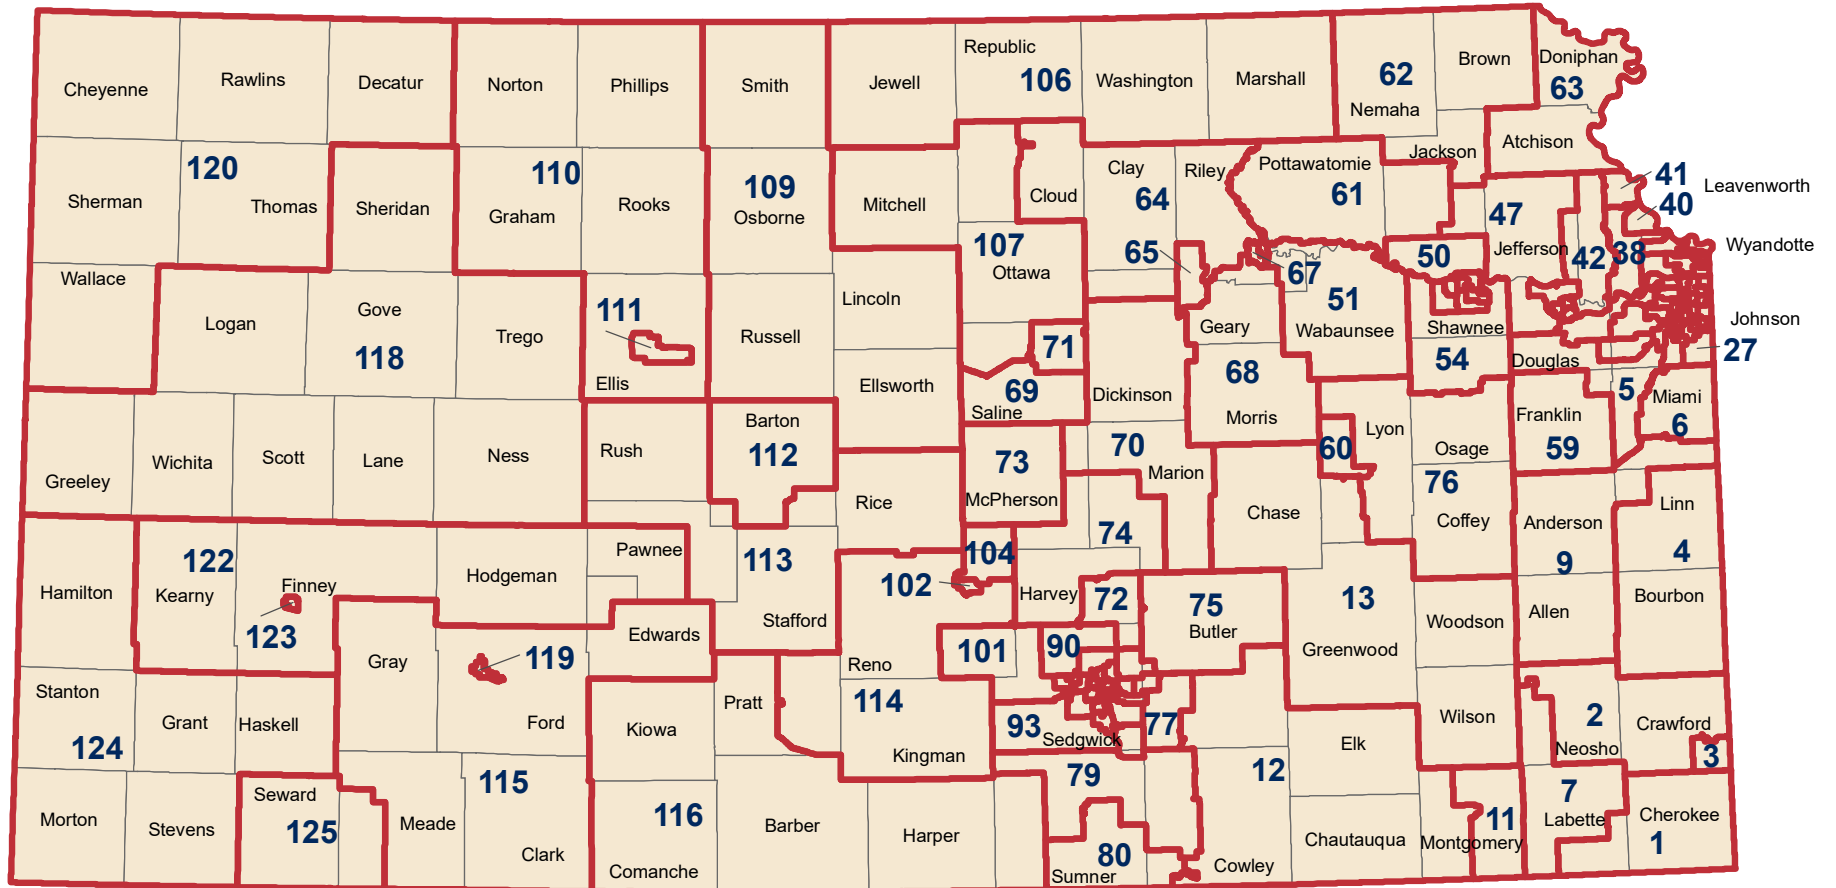 Republic
Doniphan
Brown
Rawlins
Decatur
Norton
Phillips
Smith
Jewell
106
Washington
Marshall
62
63
Cheyenne
Nemaha
Atchison
Jackson
120
110
109
Clay
Riley
Pottawatomie
41
Leavenworth
Sherman
Thomas
Sheridan
Graham
Rooks
Osborne
Mitchell
Cloud
64
61
47
40
Wallace
107
Ottawa
65
67
50
Jefferson
42
38
Wyandotte
Logan
Gove
111
Lincoln
51
Trego
Russell
Geary
Wabaunsee
Shawnee
Johnson
118
Ellis
Ellsworth
71
68
54
Douglas
27
69
Saline
Dickinson
5
Miami
Barton
Morris
Lyon
Franklin
6
Greeley
Wichita
Scott
Lane
Ness
Rush
112
73
70
60
Osage
59
Marion
76
McPherson
Rice
Chase
Coffey
Linn
Anderson
74
122
Pawnee
113
104
9
4
Hamilton
Kearny
Finney
Hodgeman
102
Harvey
72
75
13
Allen
Bourbon
123
Stafford
Butler
Woodson
Edwards
101
90
Greenwood
Gray
119
Reno
Stanton
Grant
Haskell
Ford
Kiowa
Pratt
114
93
Sedgwick
77
Wilson
2
Crawford
124
Kingman
Elk
Neosho
3
115
79
12
7
Seward
125
Morton
Stevens
Meade
116
Barber
Harper
11
Labette
Cherokee
Clark
80
Chautauqua
Montgomery
1
Comanche
Sumner
Cowley